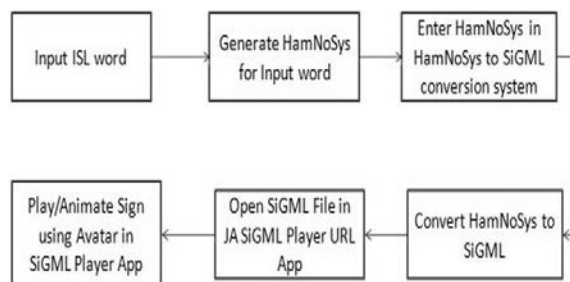 Input ISL word
Generate HamNoSys
for Input word
Enter HamNoSys in
HamNoSys to SiGML
conversion system
Convert HamNoSys to
SiGML
Open SiGML File in
JA SiGML Player URL
App
Play/Animate Sign
using Avatar in
SiGML Player App